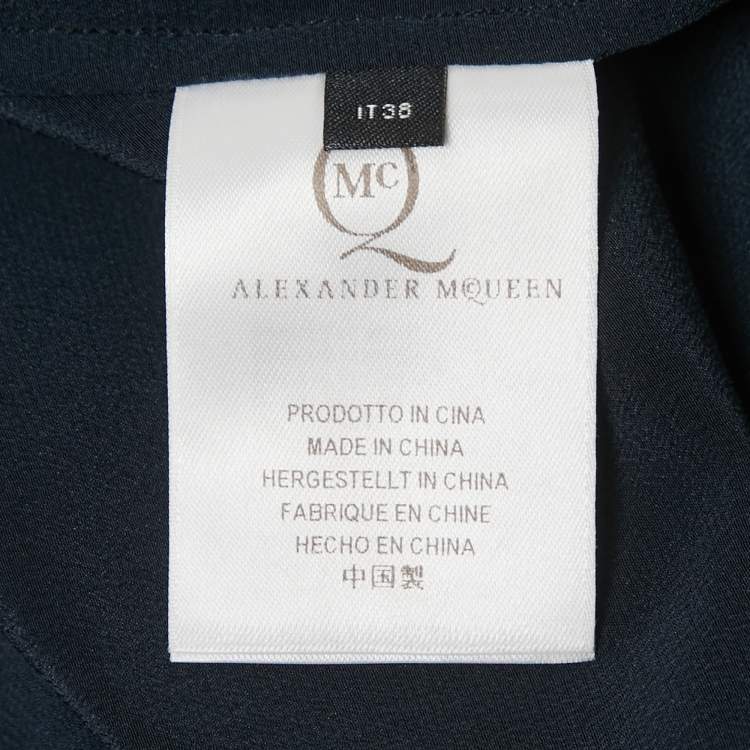 IT38
McQ
ALEXANDER McQUEEN
PRODOTTO IN CINA
MADE IN CHINA
HERGESTELLT IN CHINA
FABRIQUE EN CHINE
HECHO EN CHINA
中国製